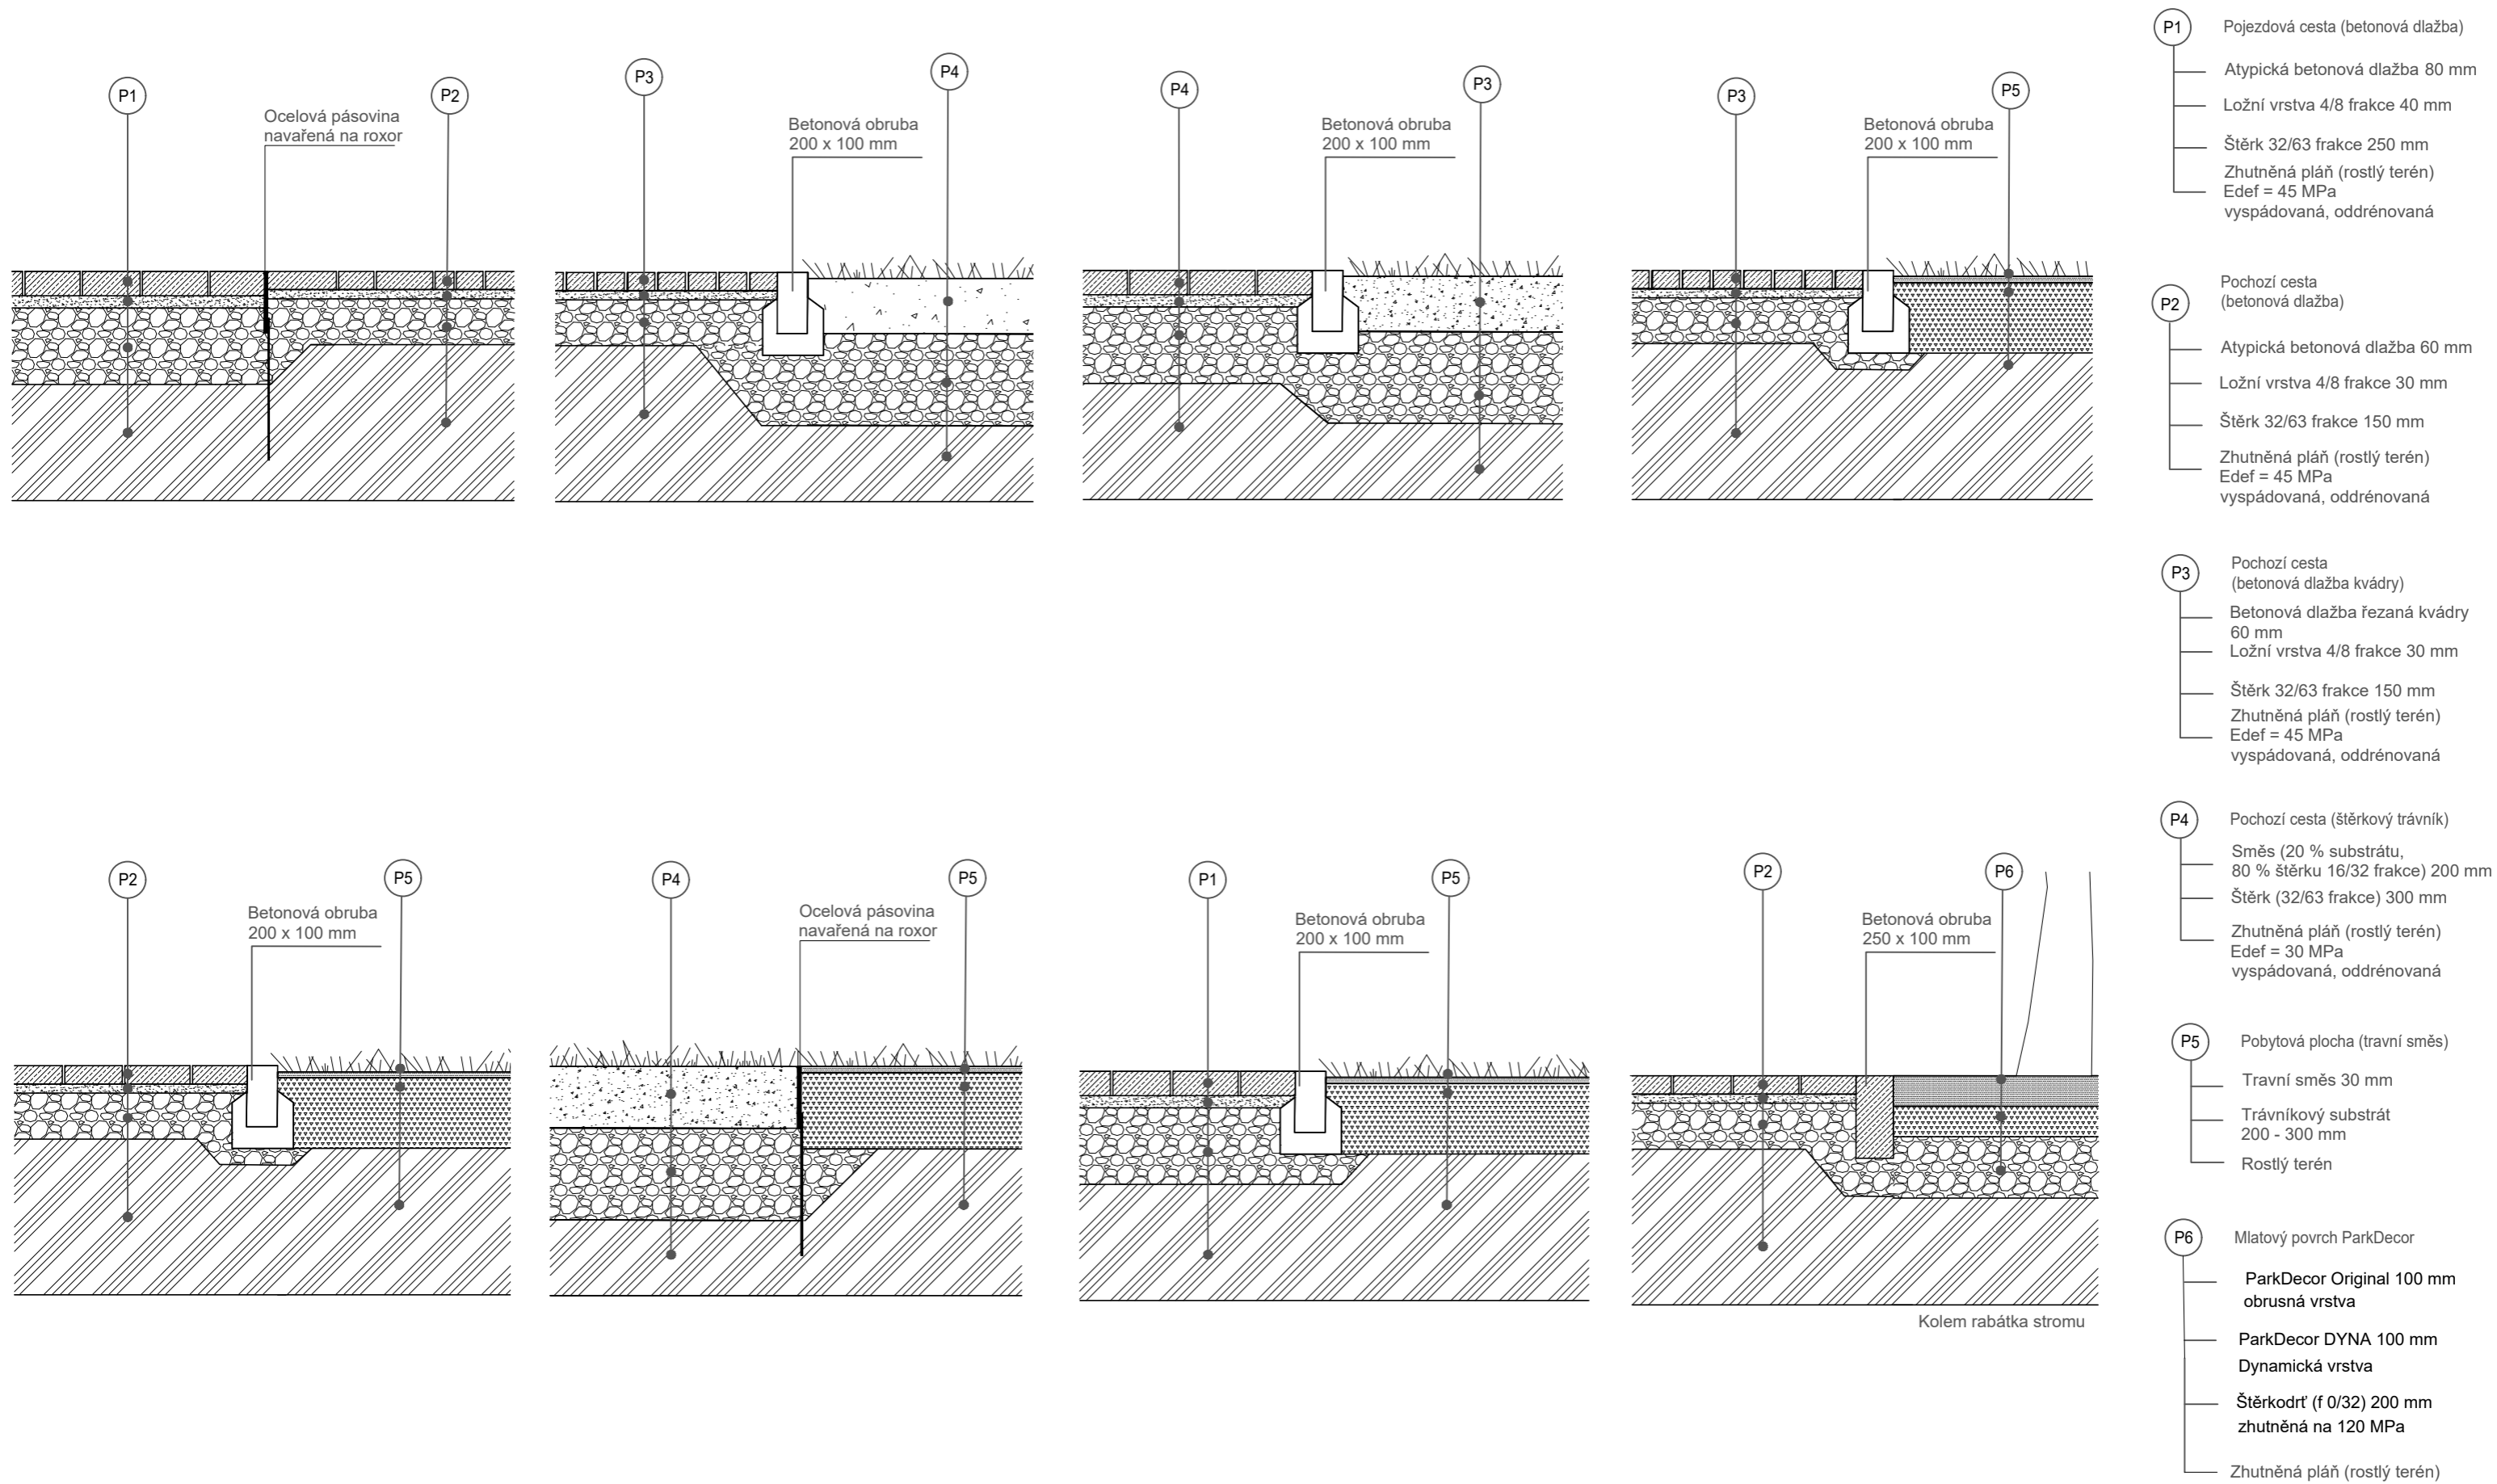 P1
Ocelová pásovina
navařená na roxor
P2
P3
Betonová obruba
200 x 100 mm
P4
P4
Betonová obruba
200 x 100 mm
P3
P3
Betonová obruba
200 x 100 mm
P5
P2
Betonová obruba
200 x 100 mm
P5
P4
Ocelová pásovina
navařená na roxor
P5
P1
Betonová obruba
200 x 100 mm
P5
P2
Betonová obruba
250 x 100 mm
P6
Kolem rabátka stromu
P1
Pojezdová cesta (betonová dlažba)
Atypická betonová dlažba 80 mm
Ložní vrstva 4/8 frakce 40 mm
Štěrk 32/63 frakce 250 mm
Zhutněná pláň (rostlý terén)
Edef = 45 MPa
vyspádovaná, oddrénovaná
P2
Pochozí cesta
(betonová dlažba)
Atypická betonová dlažba 60 mm
Ložní vrstva 4/8 frakce 30 mm
Štěrk 32/63 frakce 150 mm
Zhutněná pláň (rostlý terén)
Edef = 45 MPa
vyspádovaná, oddrénovaná
P3
Pochozí cesta
(betonová dlažba kvádry)
Betonová dlažba řezaná kvádry
60 mm
Ložní vrstva 4/8 frakce 30 mm
Štěrk 32/63 frakce 150 mm
Zhutněná pláň (rostlý terén)
Edef = 45 MPa
vyspádovaná, oddrénovaná
P4
Pochozí cesta (štěrkový trávník)
Směs (20 % substrátu,
80 % štěrku 16/32 frakce) 200 mm
Štěrk (32/63 frakce) 300 mm
Zhutněná pláň (rostlý terén)
Edef = 30 MPa
vyspádovaná, oddrénovaná
P5
Pobytová plocha (travní směs)
Travní směs 30 mm
Trávníkový substrát
200 - 300 mm
Rostlý terén
P6
Mlatový povrch ParkDecor
ParkDecor Original 100 mm
obrusná vrstva
ParkDecor DYNA 100 mm
Dynamická vrstva
Štěrkodrť (f 0/32) 200 mm
zhutněná na 120 MPa
Zhutněná pláň (rostlý terén)